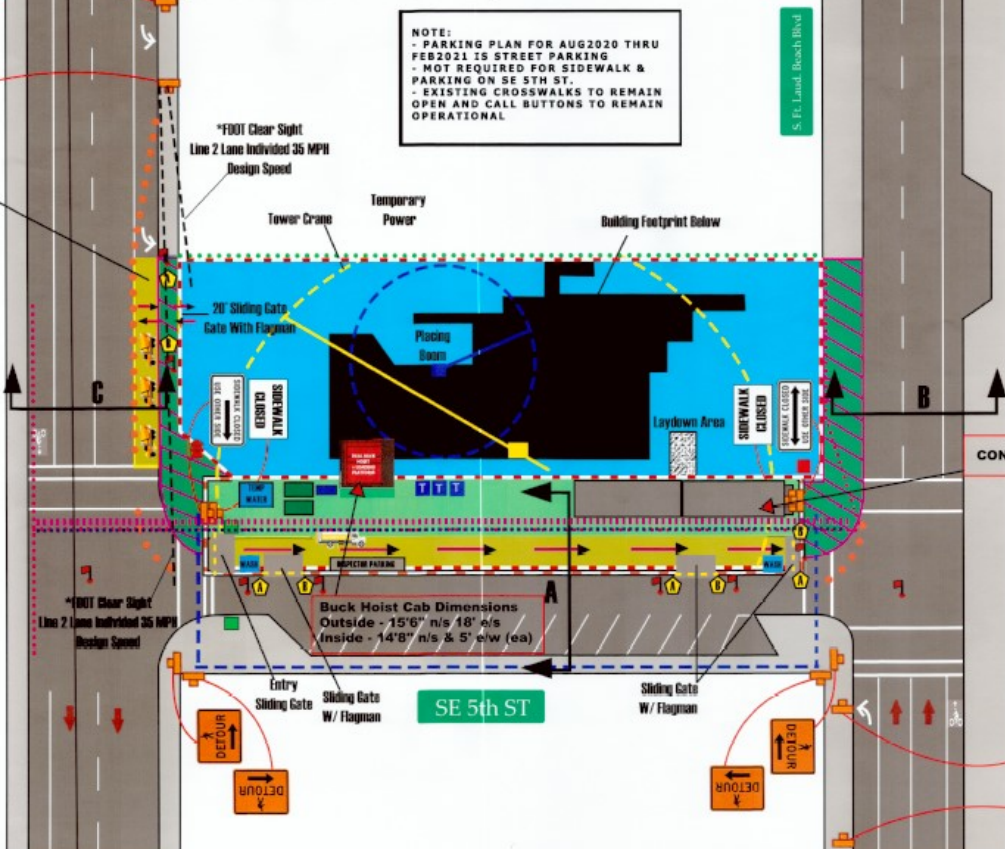 NOTE:
- PARKING PLAN FOR AUG2020 THRU
FEB2021 IS STREET PARKING
- MOT REQUIRED FOR SIDEWALK &
PARKING ON SE 5TH ST.
- EXISTING CROSSWALKS TO REMAIN
OPEN AND CALL BUTTONS TO REMAIN
OPERATIONAL
S. Ft. Laud. Beach Blvd
*FDOT Clear Sight
Line 2 Lane Individed 35 MPH
Design Speed
Temporary
Power
Tower Crane
Building Footprint Below
20' Sliding Gate
Gate With Flagman
Placing
Boom
C
B
SIDEWALK CLOSED
USE OTHER SIDE
SIDEWALK
CLOSED
Laydown Area
SIDEWALK
CLOSED
SIDEWALK CLOSED
USE OTHER SIDE
CON
TEMP
WATER
T T T
WASH
INSPECTOR PARKING
WASH
A
B
A
B
A
B
A
*FDOT Clear Sight
Line 2 Lane Individed 35 MPH
Design Speed
Buck Hoist Cab Dimensions
Outside - 15'6" n/s 18' e/s
Inside - 14'8" n/s & 5' e/w (ea)
Entry
Sliding Gate
Sliding Gate
W/ Flagman
SE 5th ST
Sliding Gate
W/ Flagman
DETOUR
DETOUR
DETOUR
DETOUR